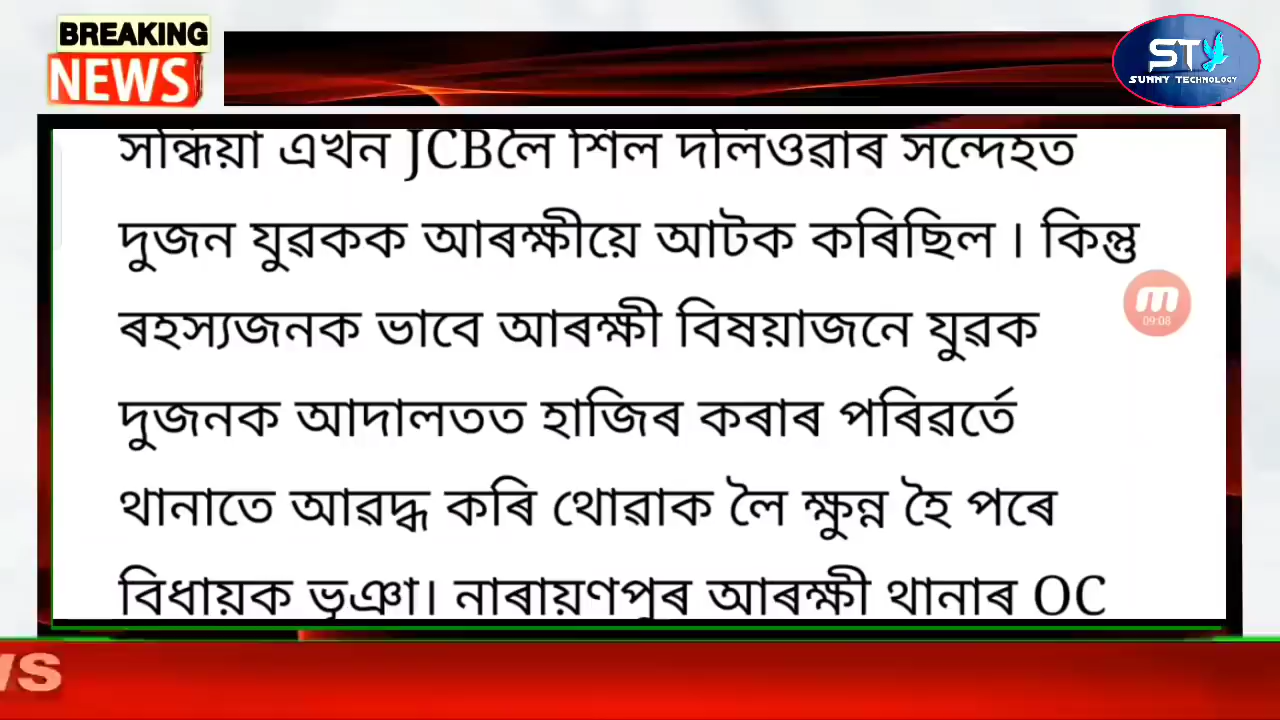 BREAKING
NEWS
ST
SUNNY TECHNOLOGY
সন্ধিয়া এখন JCBলৈ শিল দলিওৱাৰ সন্দেহত
দুজন যুৱকক আৰক্ষীয়ে আটক কৰিছিল । কিন্তু
09:08
ৰহস্যজনক ভাবে আৰক্ষী বিষয়াজনে যুৱক
দুজনক আদালতত হাজিৰ কৰাৰ পৰিৱৰ্তে
থানাতে আৱদ্ধ কৰি থোৱাক লৈ ক্ষুন্ন হৈ পৰে
বিধায়ক ভূঞা। নাৰায়ণপুৰ আৰক্ষী থানাৰ OC
WS